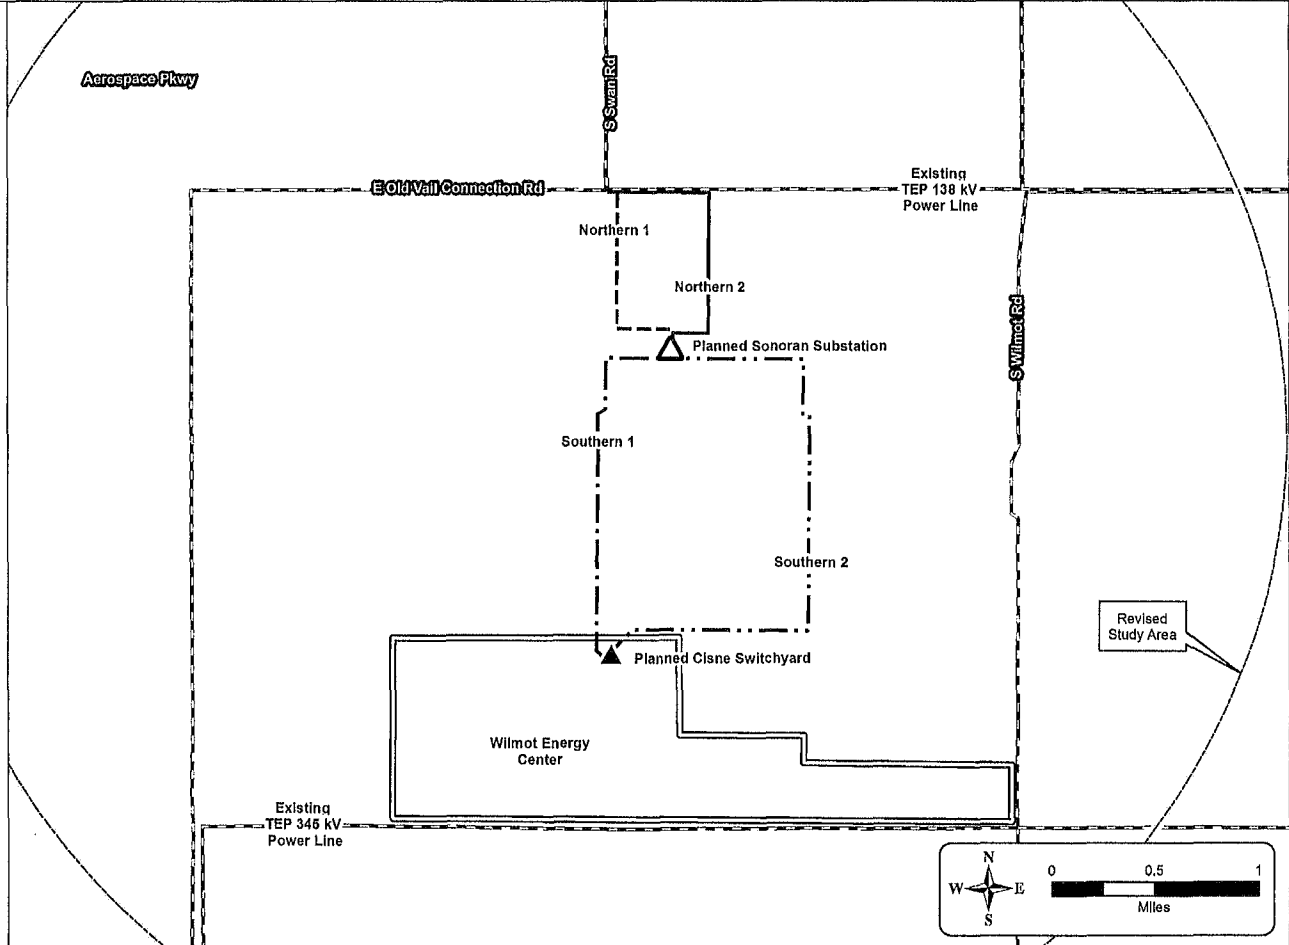 Aerospace Pkwy
S Swan Rd
E Old Vail Connection Rd
Existing
TEP 138 kV
Power Line
Northern 1
Northern 2
S Wilmot Rd
Planned Sonoran Substation
Southern 1
Southern 2
Revised
Study Area
Planned Cisne Switchyard
Wilmot Energy
Center
Existing
TEP 345 kV
Power Line
N
W
E
S
0
0.5
1
Miles